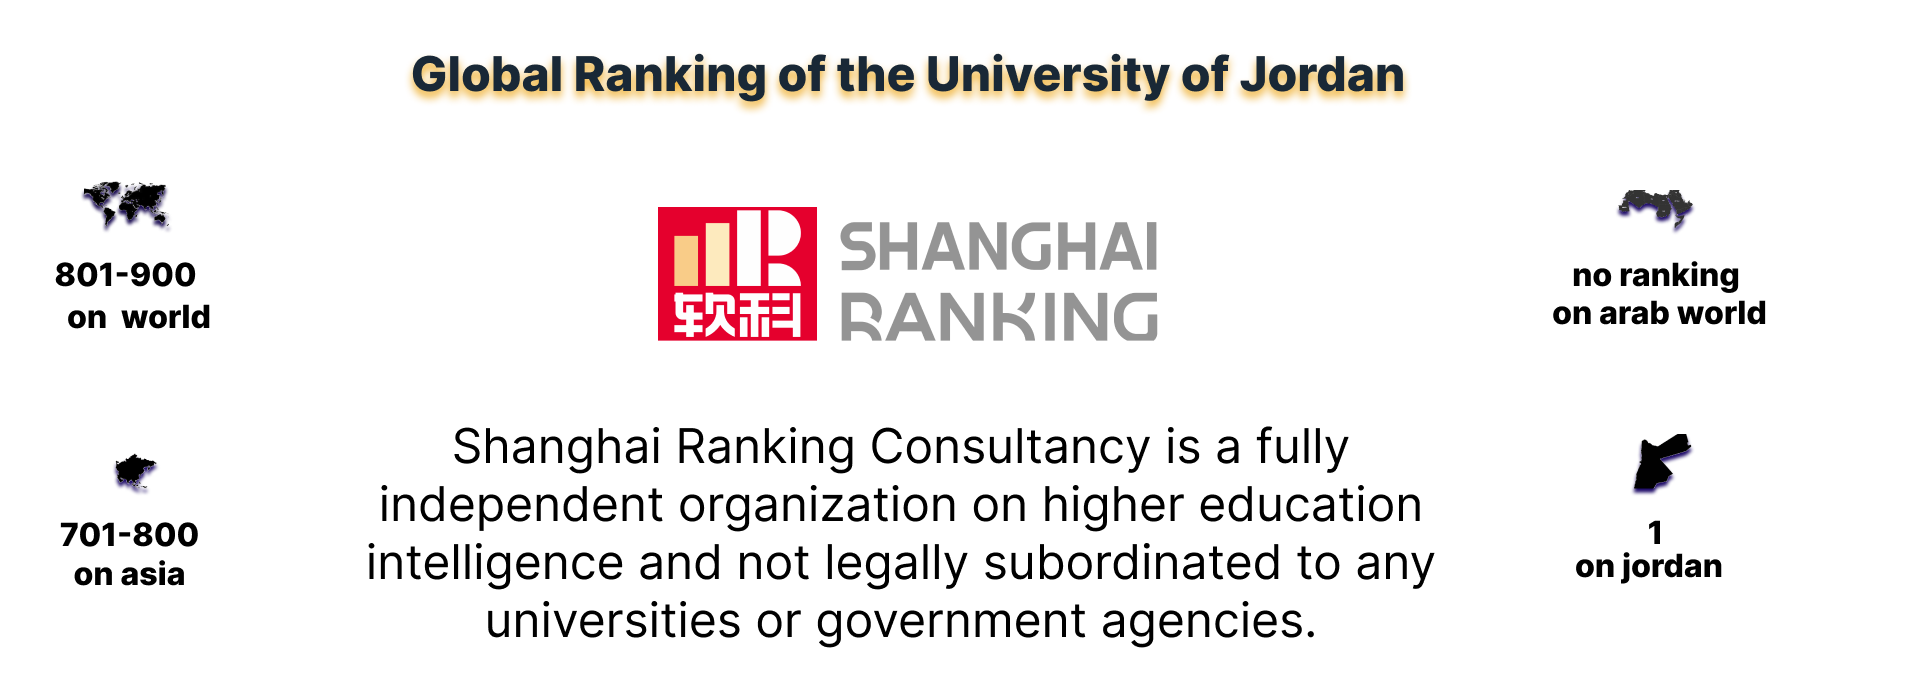 Global Ranking of the University of Jordan
801-900
on world
软科
SHANGHAI
RANKING
no ranking
on arab world
701-800
on asia
Shanghai Ranking Consultancy is a fully
independent organization on higher education
intelligence and not legally subordinated to any
universities or government agencies.
1
on jordan